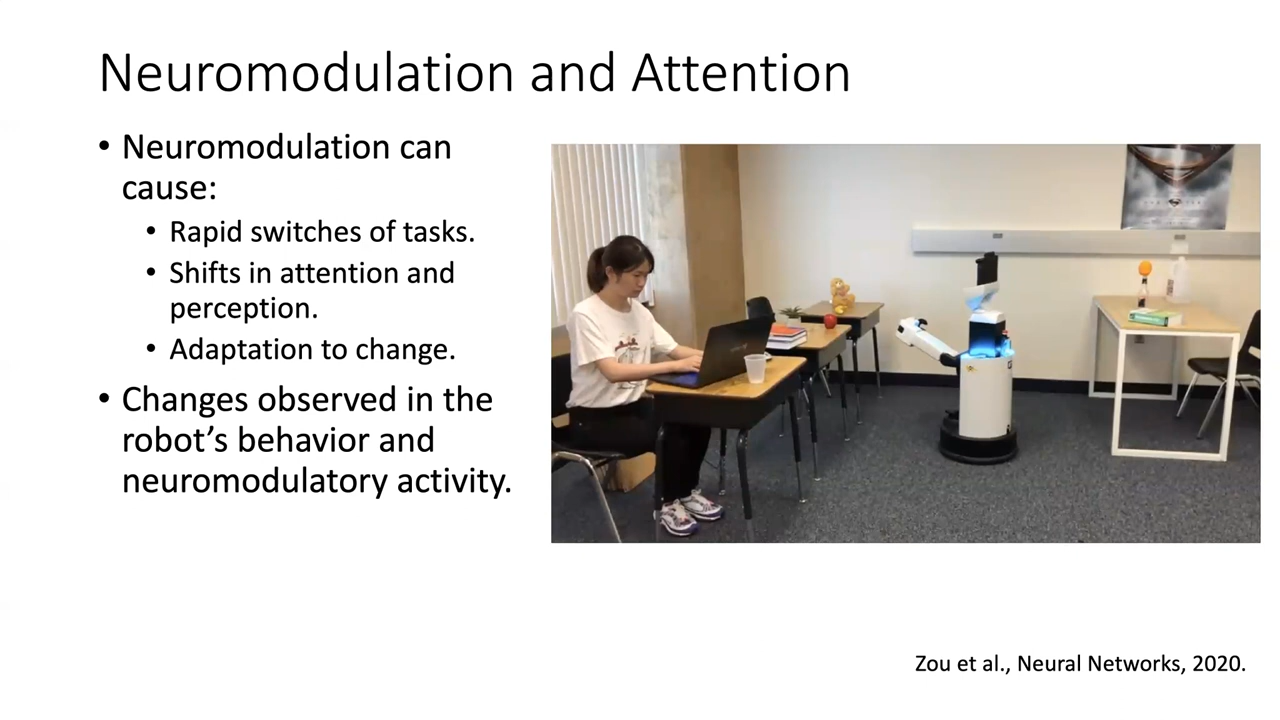 Neuromodulation and Attention
• Neuromodulation can
cause:
• Rapid switches of tasks.
• Shifts in attention and
perception.
• Adaptation to change.
• Changes observed in the
robot’s behavior and
neuromodulatory activity.
Zou et al., Neural Networks, 2020.